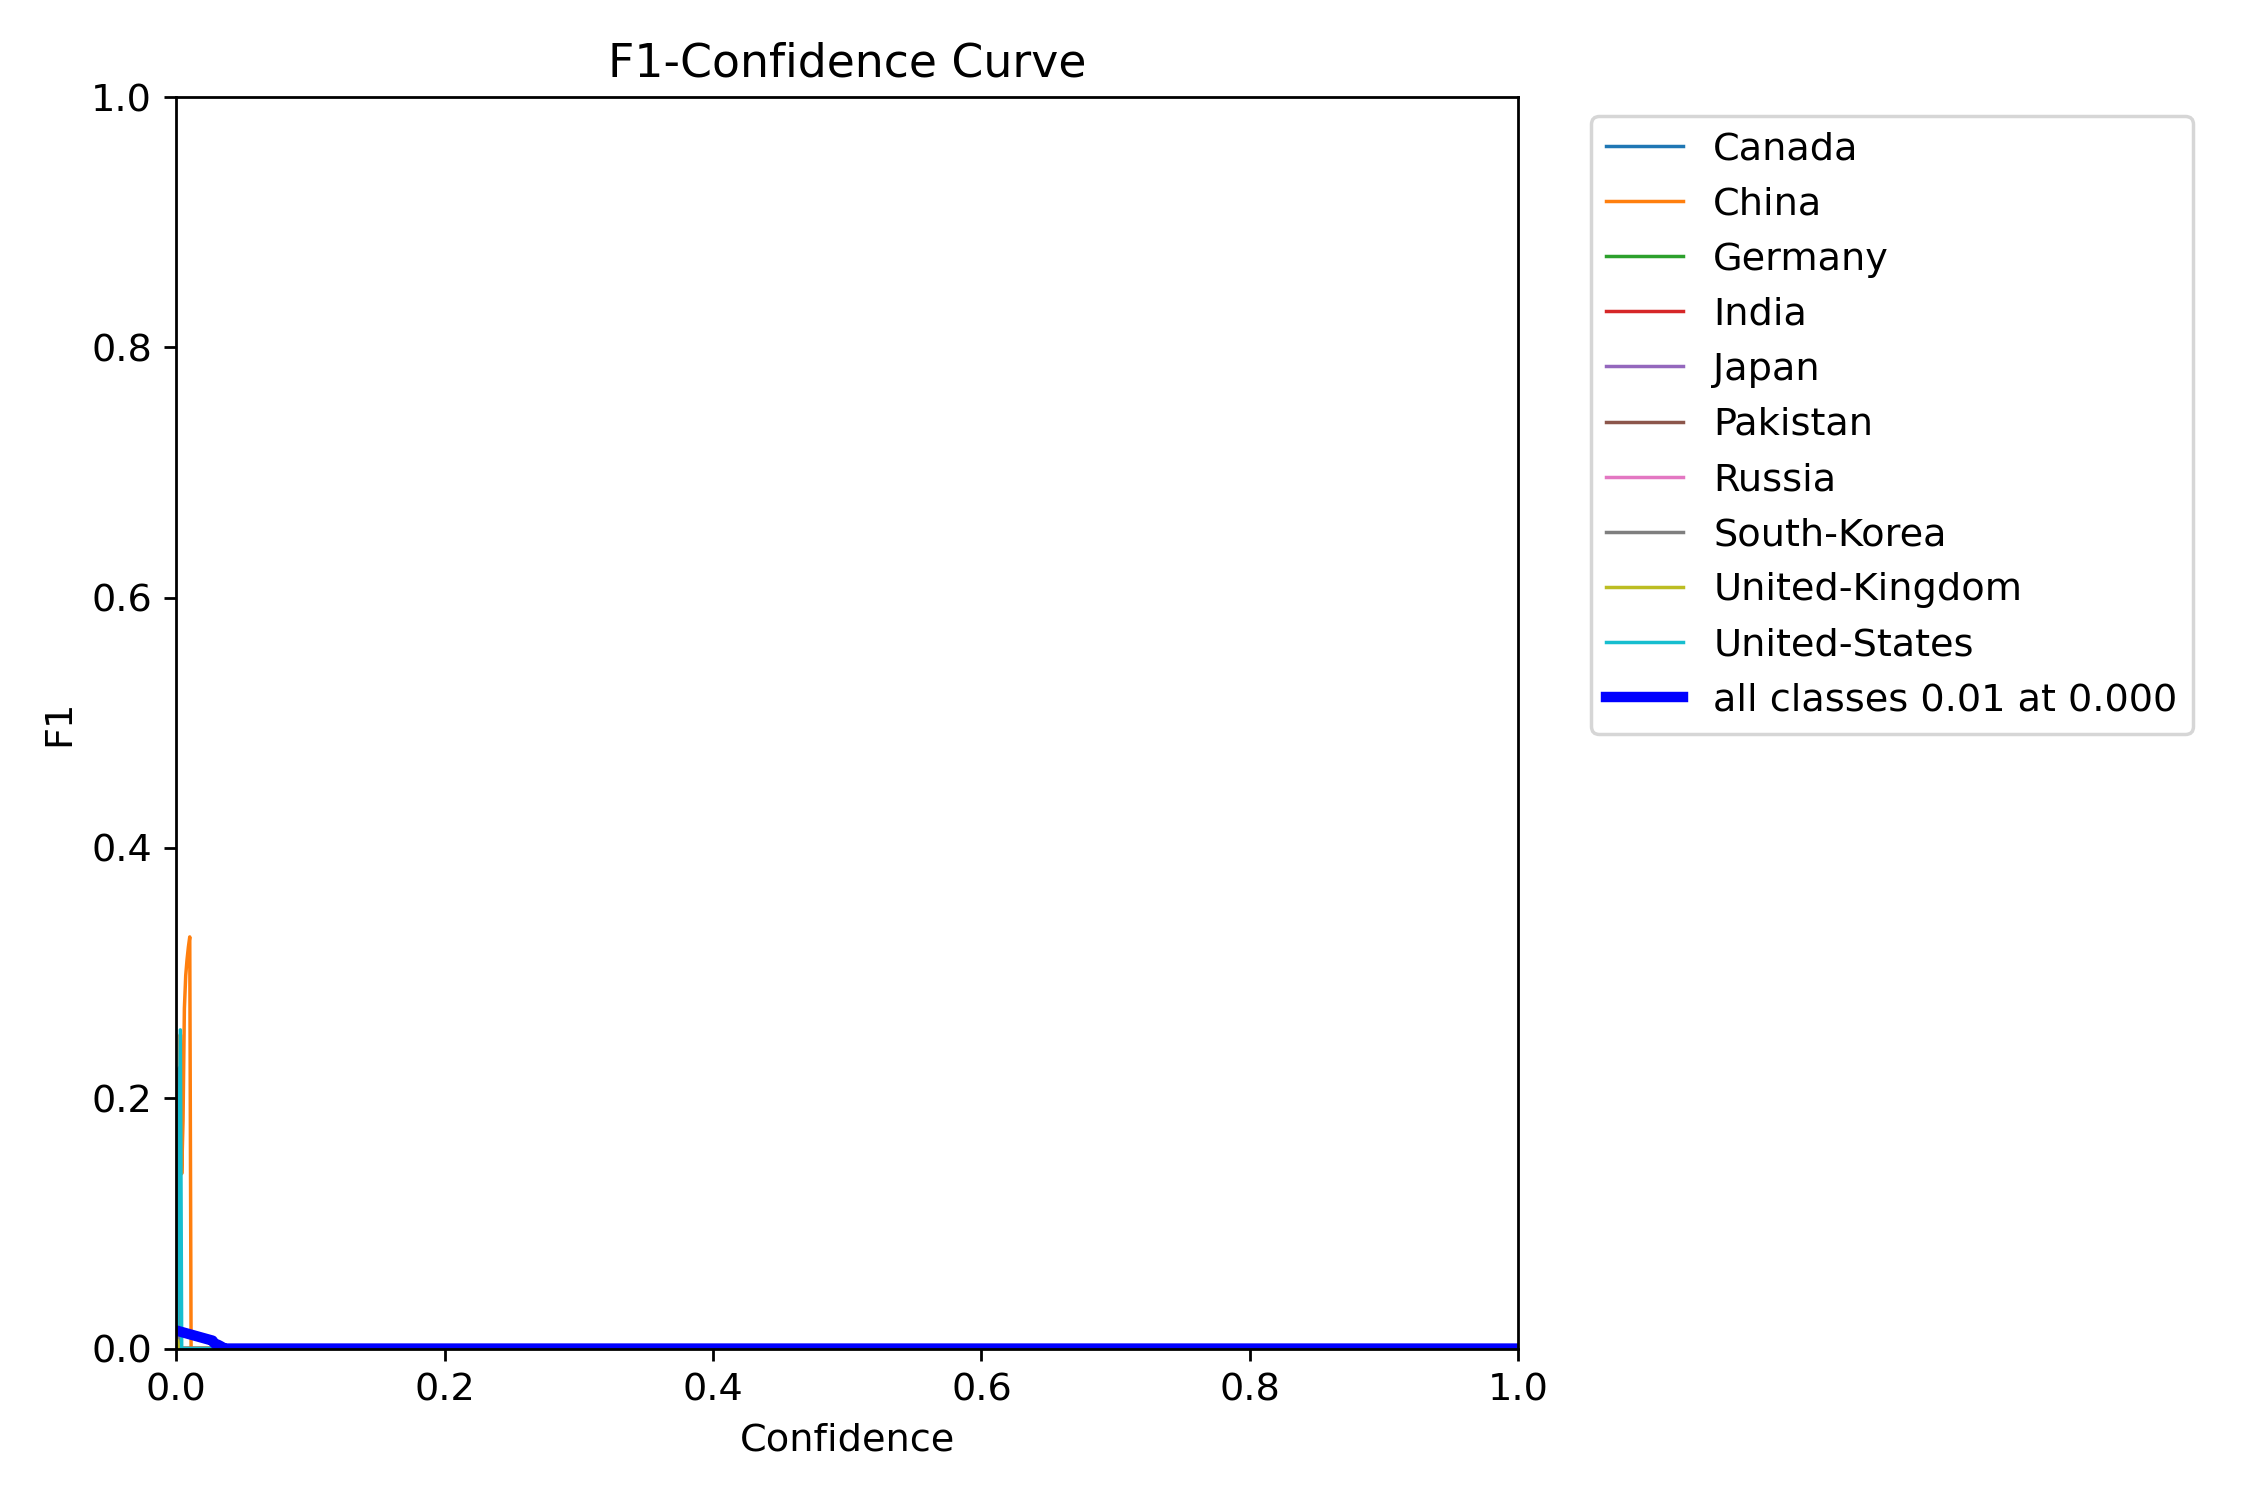 F1-Confidence Curve
1.0
0.8
0.6
0.4
0.2
0.0
F1
0.0 0.2 0.4 0.6 0.8 1.0
Confidence
Canada
China
Germany
India
Japan
Pakistan
Russia
South-Korea
United-Kingdom
United-States
all classes 0.01 at 0.000